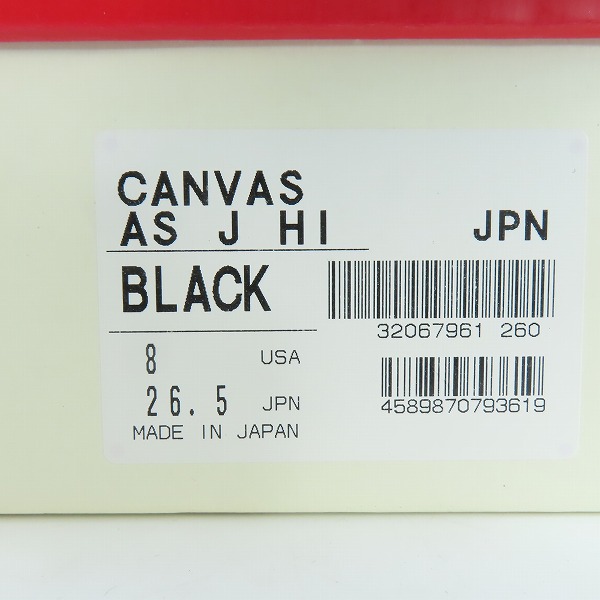 CANVAS
AS J HI JPN
BLACK
32067961 260
8 USA
26.5 JPN
4589870793619
MADE IN JAPAN